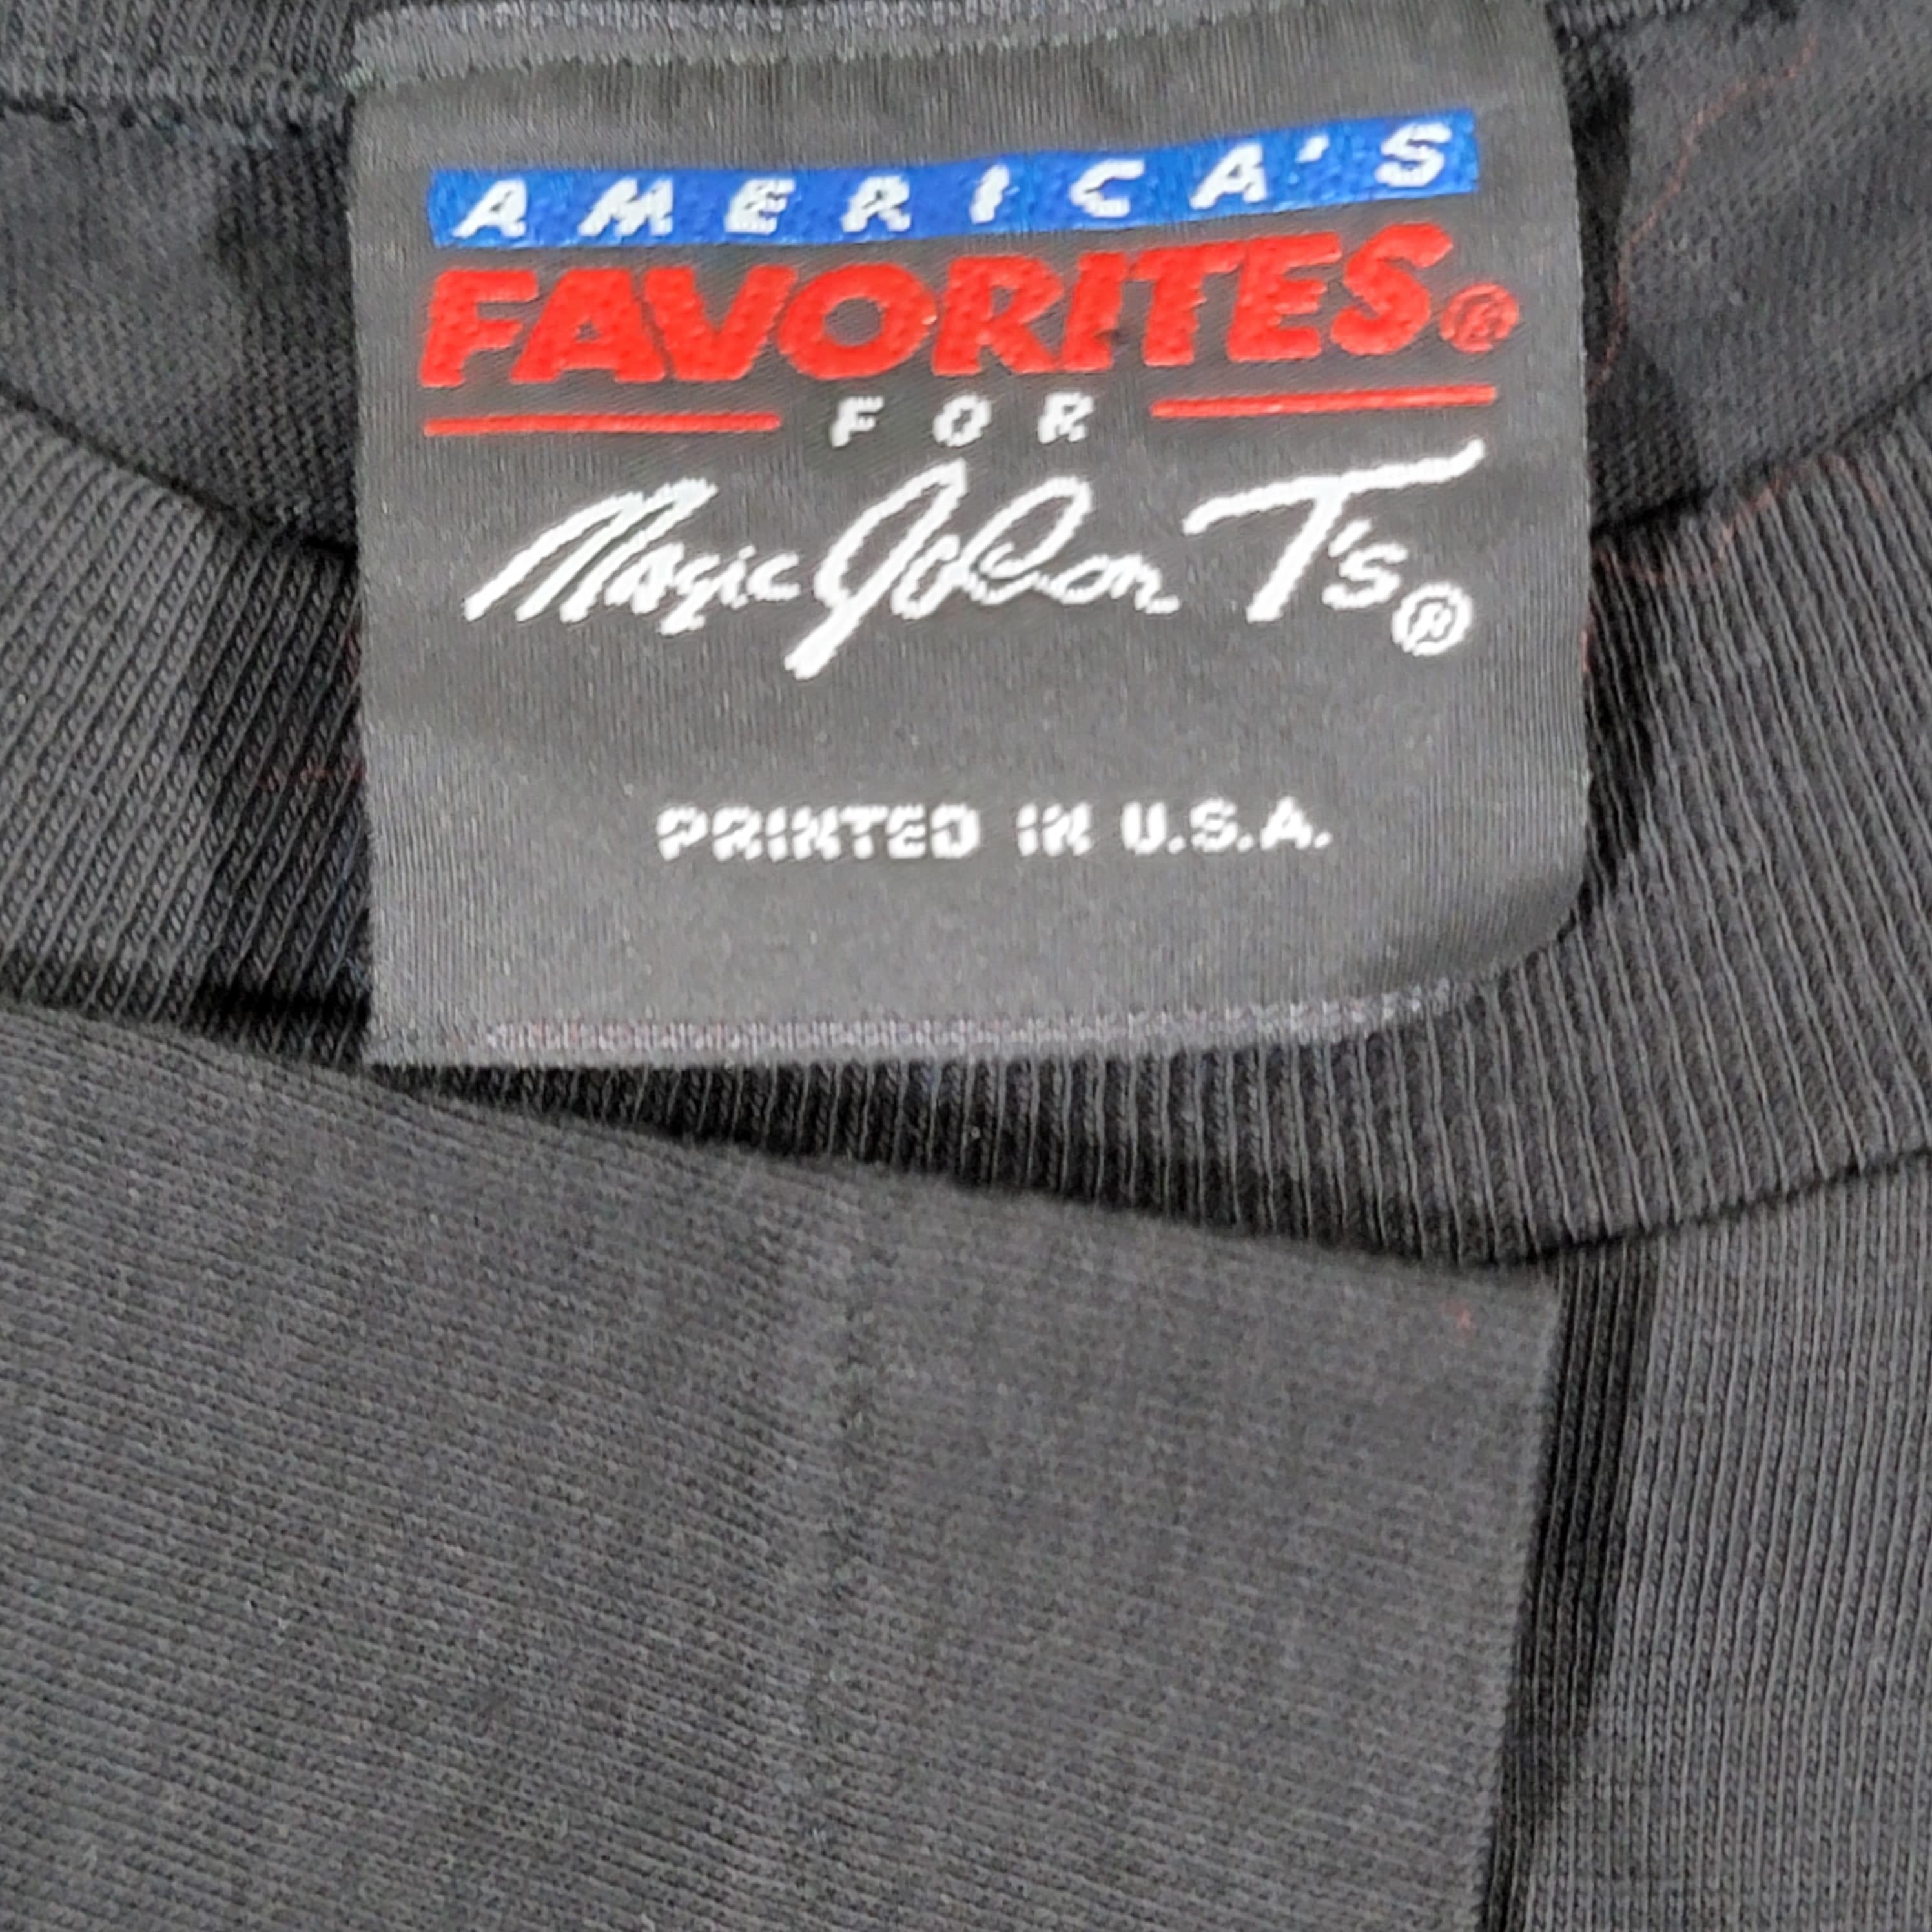 AMERICA'S
FAVORITES®
FOR
Magic Johnson T's®
PRINTED IN U.S.A.